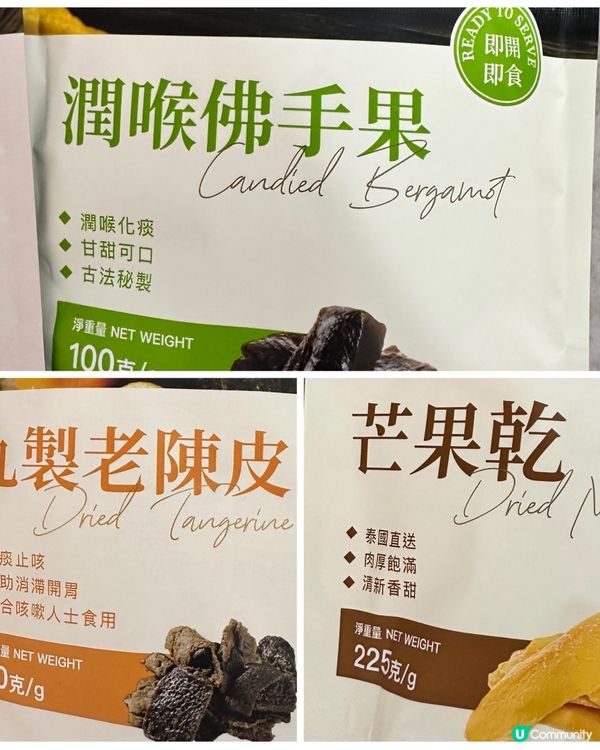 READY TO SERVE
即開
即食
潤喉佛手果
Candied Bergamot
◆ 潤喉化痰
◆ 甘甜可口
◆ 古法秘製
淨重量 NET WEIGHT
100克/
製老陳皮
Dried Tangerine
痰止咳
助消滯開胃
合咳嗽人士食用
量 NET WEIGHT
0克/g
芒果乾
Dried
◆ 泰國直送
◆ 肉厚飽滿
◆ 清新香甜
淨重量 NET WEIGHT
225克/g
U Community